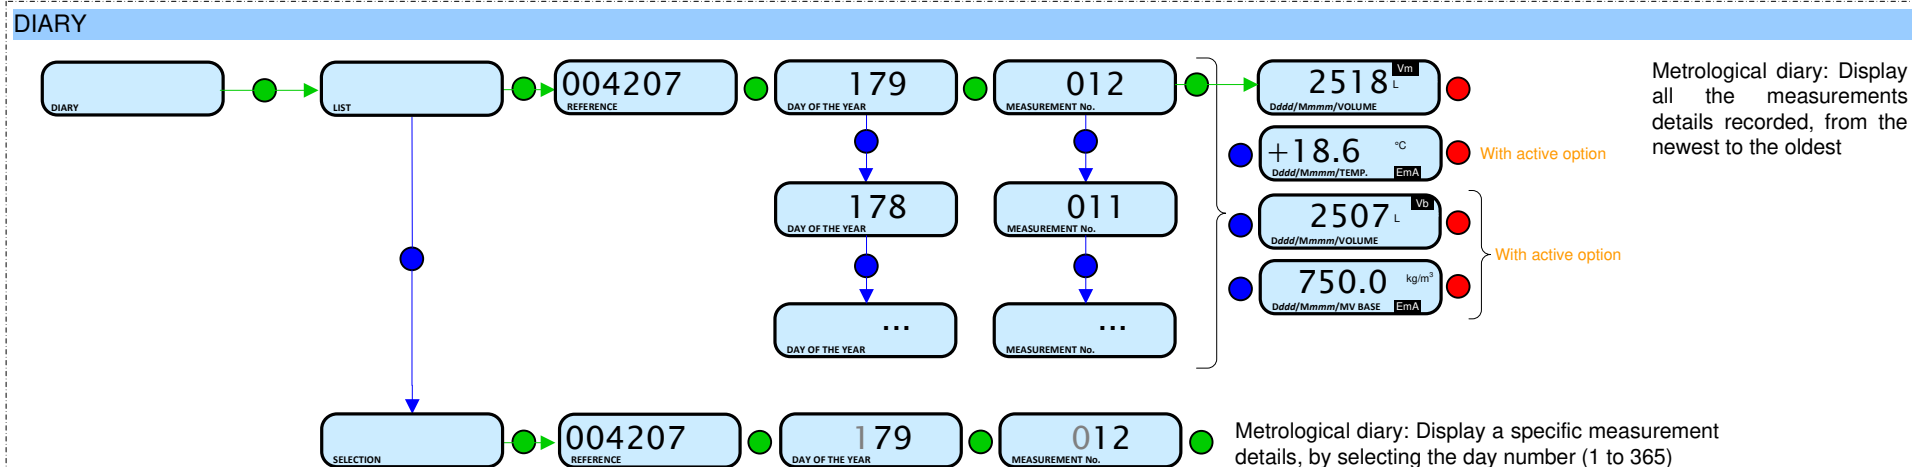 DIARY
DIARY
LIST
004207
REFERENCE
179
DAY OF THE YEAR
012
MEASUREMENT No.
2518 L Vm
Dddd/Mmmm/VOLUME
Metrological diary: Display
all the measurements
details recorded, from the
newest to the oldest
+18.6 °C
Dddd/Mmmm/TEMP. EmA
With active option
178
DAY OF THE YEAR
011
MEASUREMENT No.
2507 L Vb
Dddd/Mmmm/VOLUME
With active option
750.0 kg/m³
Dddd/Mmmm/MV BASE EmA
...
DAY OF THE YEAR
...
MEASUREMENT No.
SELECTION
004207
REFERENCE
179
DAY OF THE YEAR
012
MEASUREMENT No.
Metrological diary: Display a specific measurement
details, by selecting the day number (1 to 365)